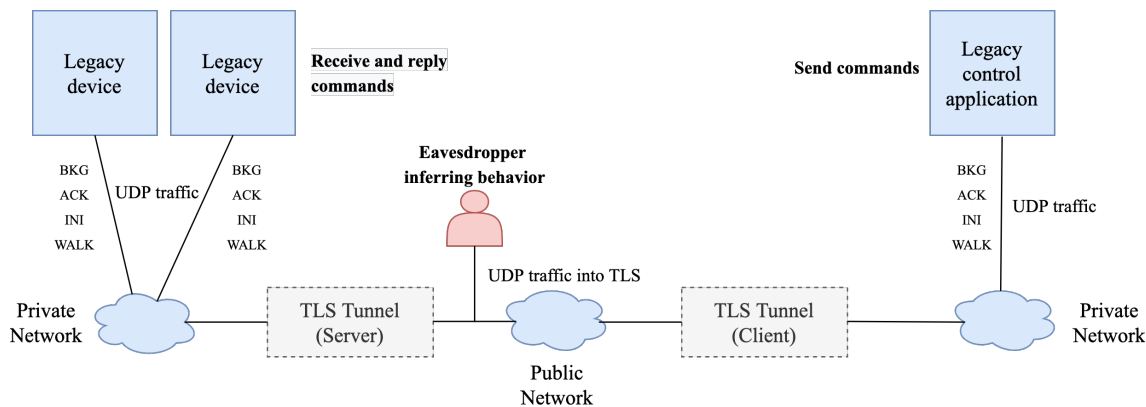 Legacy
device
Legacy
device
Receive and reply
commands
Send commands
Legacy
control
application
BKG
ACK
INI
WALK
UDP traffic
BKG
ACK
INI
WALK
Eavesdropper
inferring behavior
BKG
ACK
INI
WALK
UDP traffic
UDP traffic into TLS
Private
Network
TLS Tunnel
(Server)
Public
Network
TLS Tunnel
(Client)
Private
Network